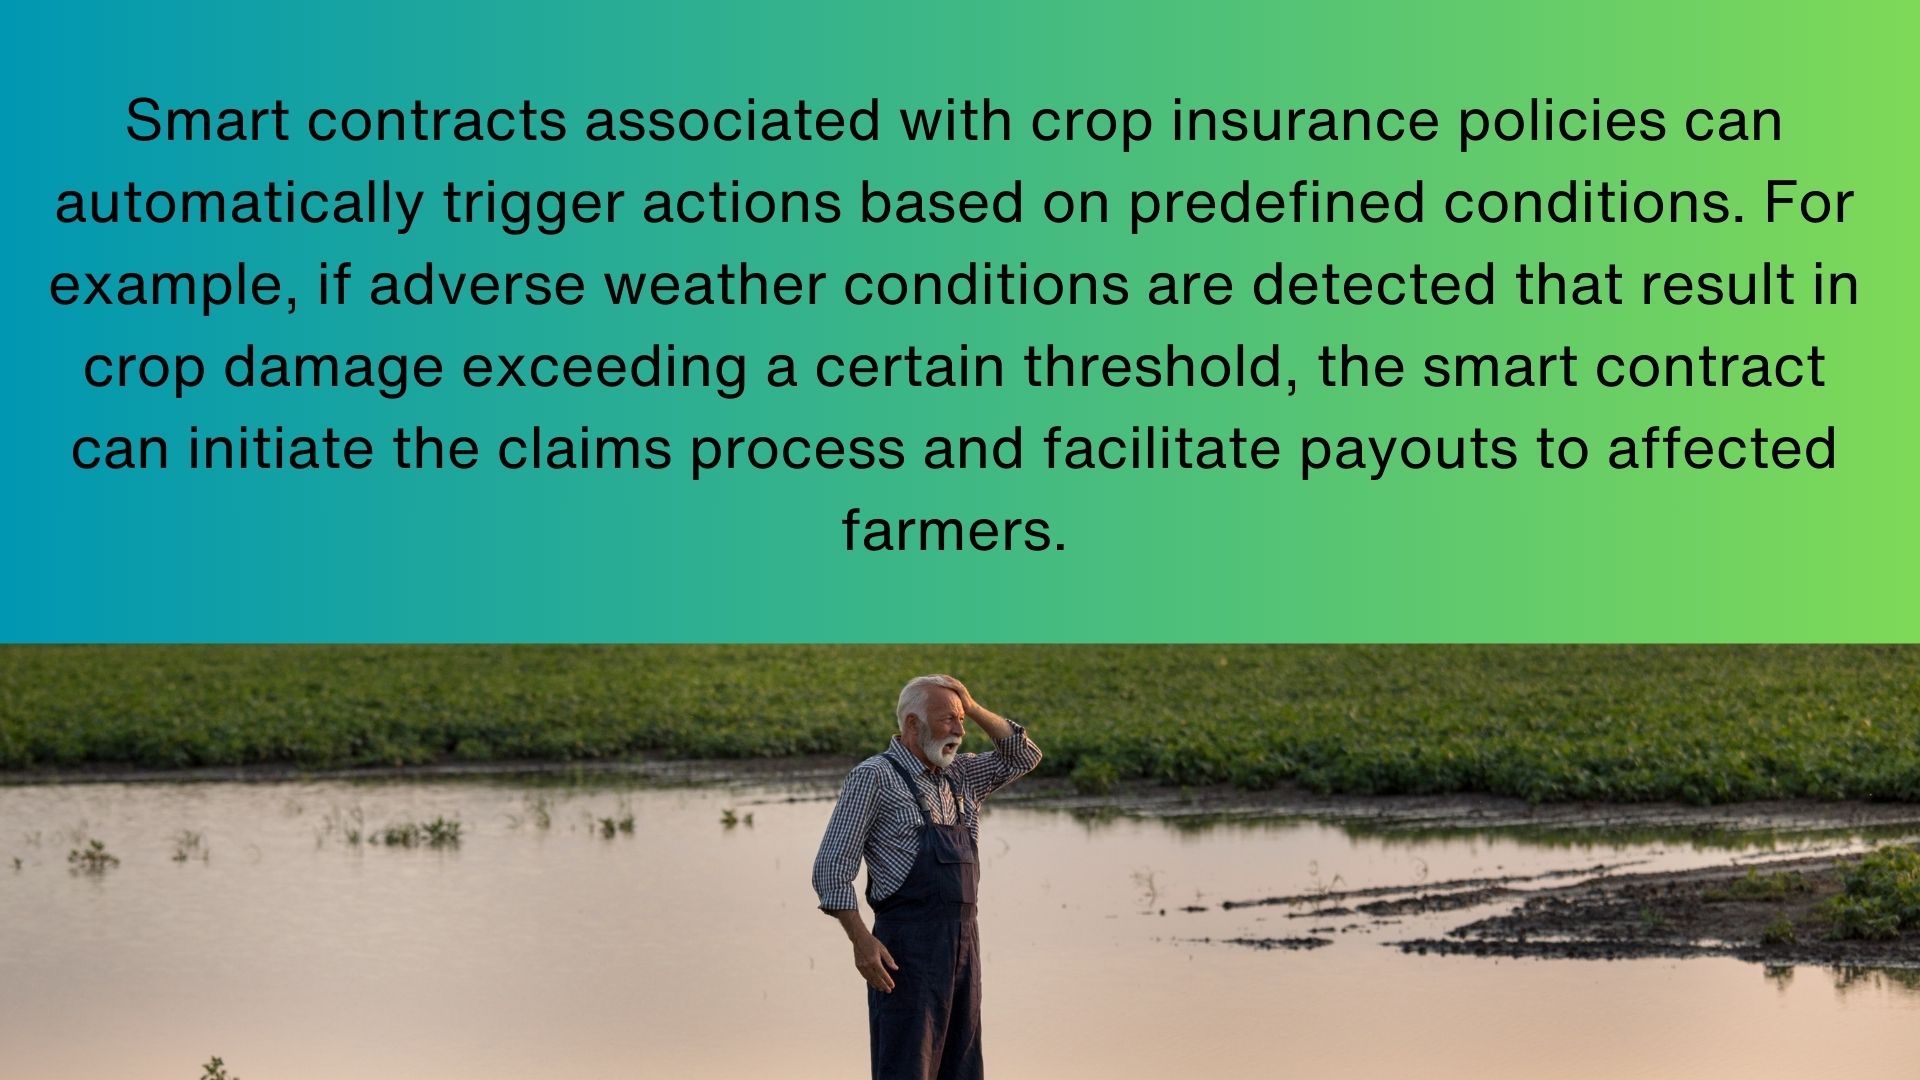 Smart contracts associated with crop insurance policies can
automatically trigger actions based on predefined conditions. For
example, if adverse weather conditions are detected that result in
crop damage exceeding a certain threshold, the smart contract
can initiate the claims process and facilitate payouts to affected
farmers.